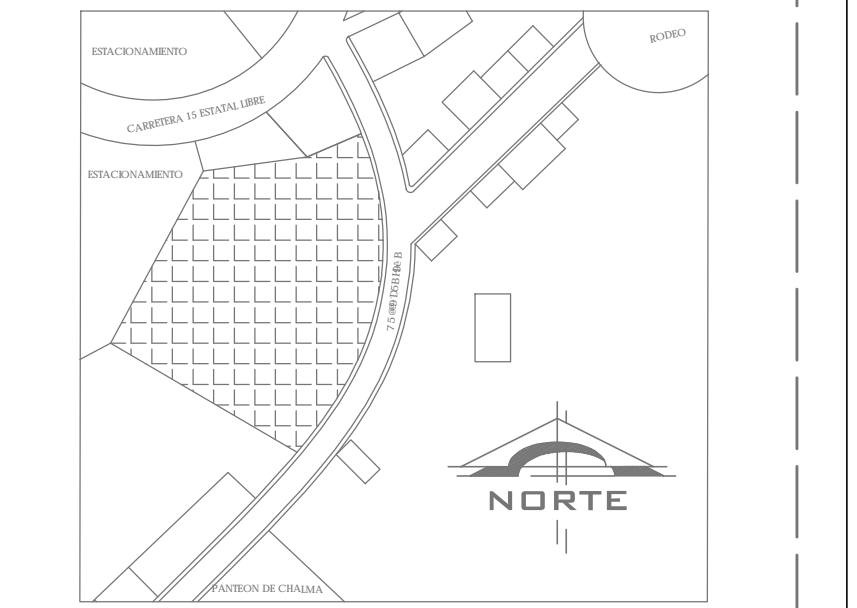 ESTACIONAMIENTO
RODEO
CARRETERA 15 ESTATAL LIBRE
ESTACIONAMIENTO
NORTE
PANTEON DE CHALMA